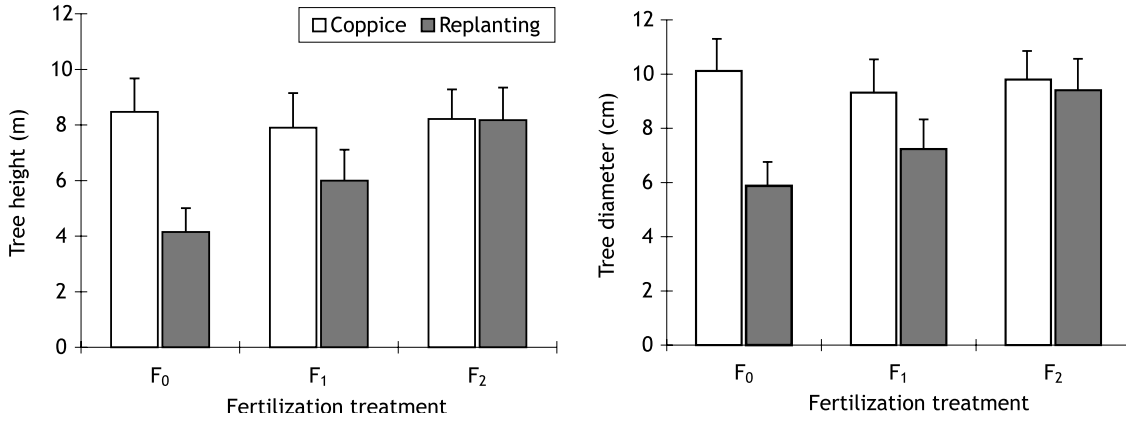 12
10
8
6
4
2
0
Tree height (m)
Coppice Replanting
F₀ F₁ F₂
Fertilization treatment
12
10
8
6
4
2
0
Tree diameter (cm)
F₀ F₁ F₂
Fertilization treatment